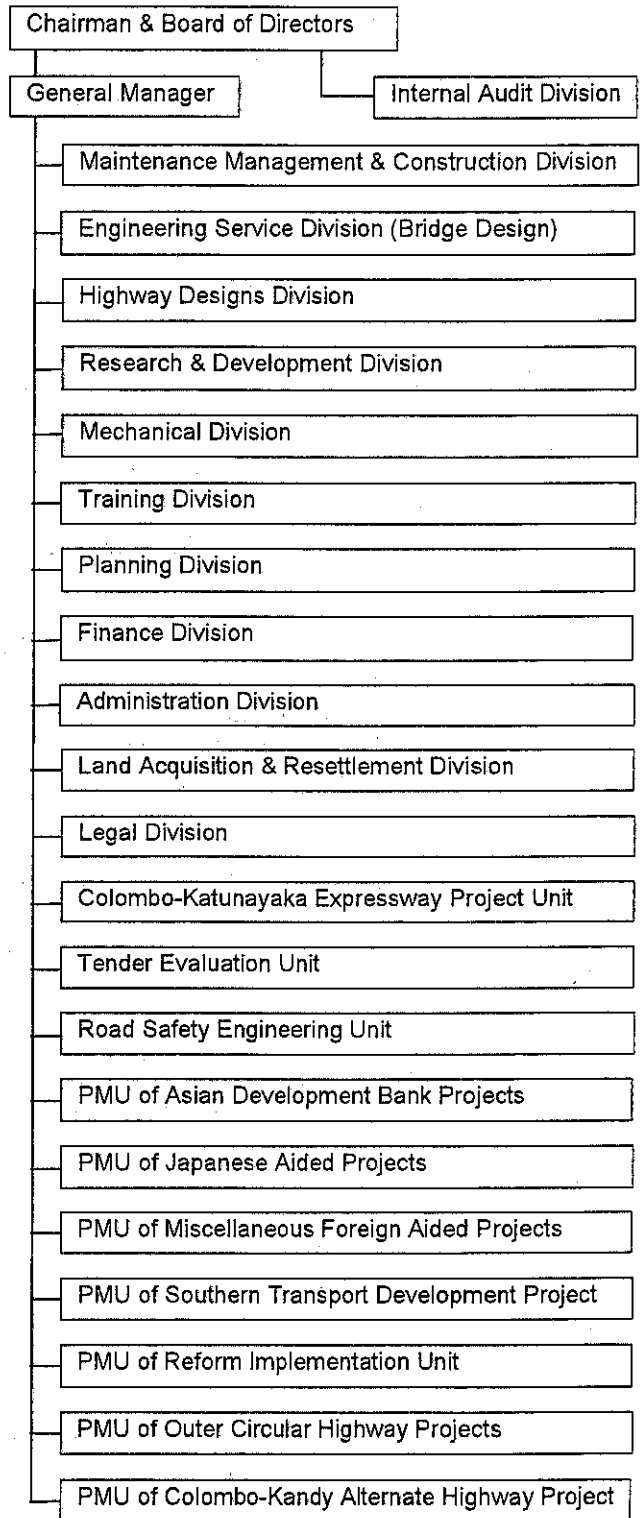 Chairman & Board of Directors
General Manager
Internal Audit Division
Maintenance Management & Construction Division
Engineering Service Division (Bridge Design)
Highway Designs Division
Research & Development Division
Mechanical Division
Training Division
Planning Division
Finance Division
Administration Division
Land Acquisition & Resettlement Division
Legal Division
Colombo-Katunayaka Expressway Project Unit
Tender Evaluation Unit
Road Safety Engineering Unit
PMU of Asian Development Bank Projects
PMU of Japanese Aided Projects
PMU of Miscellaneous Foreign Aided Projects
PMU of Southern Transport Development Project
PMU of Reform Implementation Unit
PMU of Outer Circular Highway Projects
PMU of Colombo-Kandy Alternate Highway Project